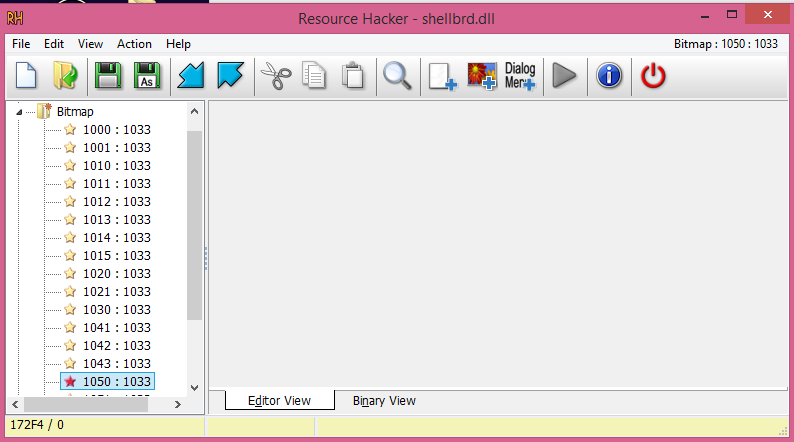 RH
Resource Hacker - shellbrd.dll
File Edit View Action Help
Bitmap : 1050 : 1033
As
Dialog
Menu
Bitmap
1000 : 1033
1001 : 1033
1010 : 1033
1011 : 1033
1012 : 1033
1013 : 1033
1014 : 1033
1015 : 1033
1020 : 1033
1021 : 1033
1030 : 1033
1041 : 1033
1042 : 1033
1043 : 1033
1050 : 1033
Editor View Binary View
172F4 / 0